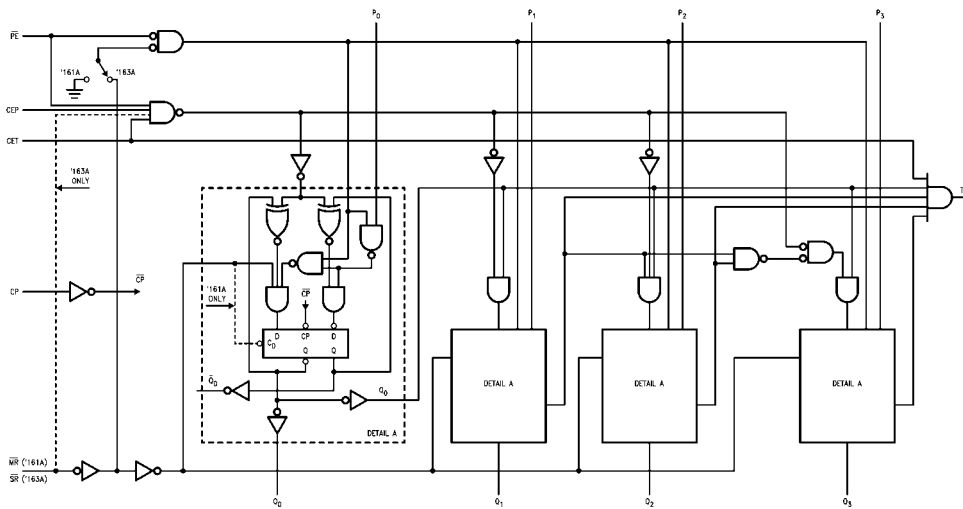 P0
P1
P2
P3
PE
'161A
'163A
CEP
CET
'163A
ONLY
CP
CP
'161A
ONLY
CP
D
CP
D
CD
Q
Q
Q0
Q0
DETAIL A
DETAIL A
DETAIL A
DETAIL A
MR ('161A)
SR ('163A)
Q0
Q1
Q2
Q3